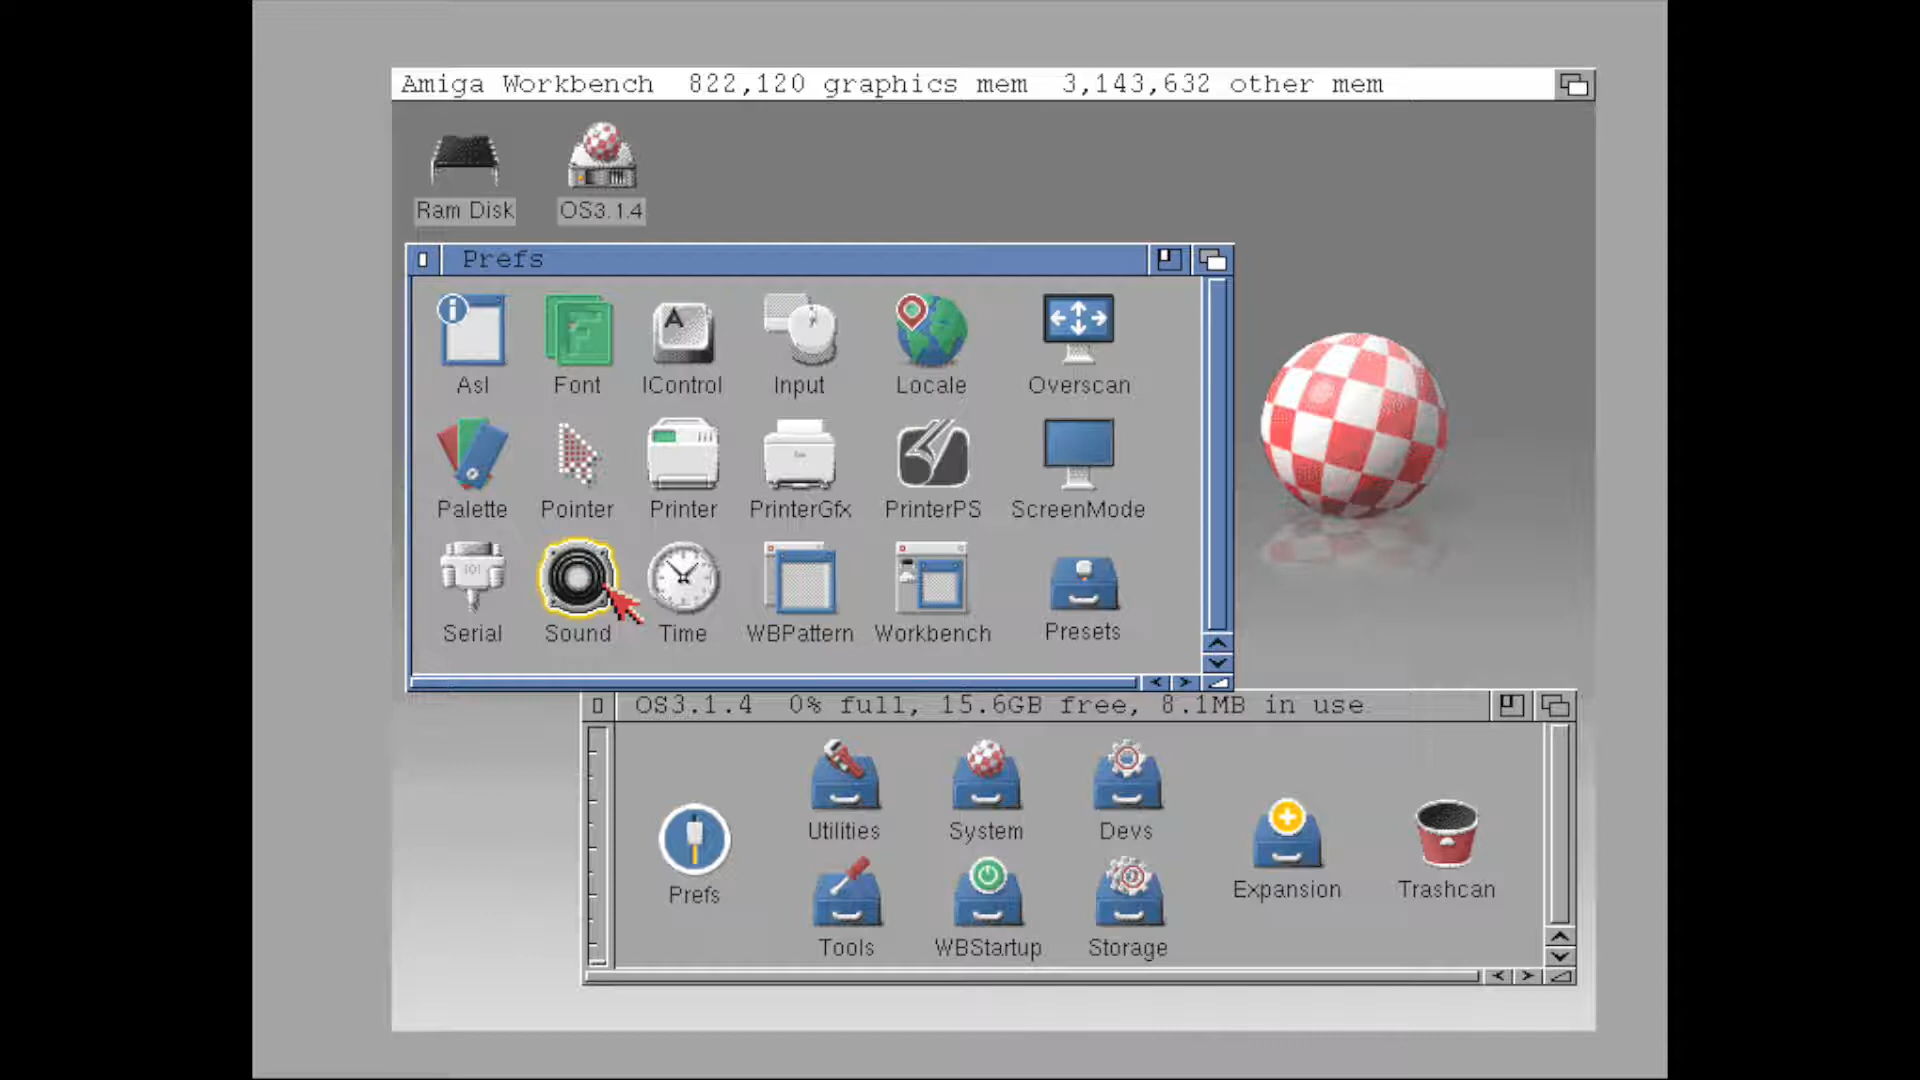 Amiga Workbench 822,120 graphics mem 3,143,632 other mem
Ram Disk OS3.1.4
Prefs
Asl Font IControl Input Locale Overscan
Palette Pointer Printer PrinterGfx PrinterPS ScreenMode
Serial Sound Time WBPattern Workbench Presets
OS3.1.4 0% full, 15.6GB free, 8.1MB in use
Utilities System Devs
Prefs Expansion Trashcan
Tools WBStartup Storage